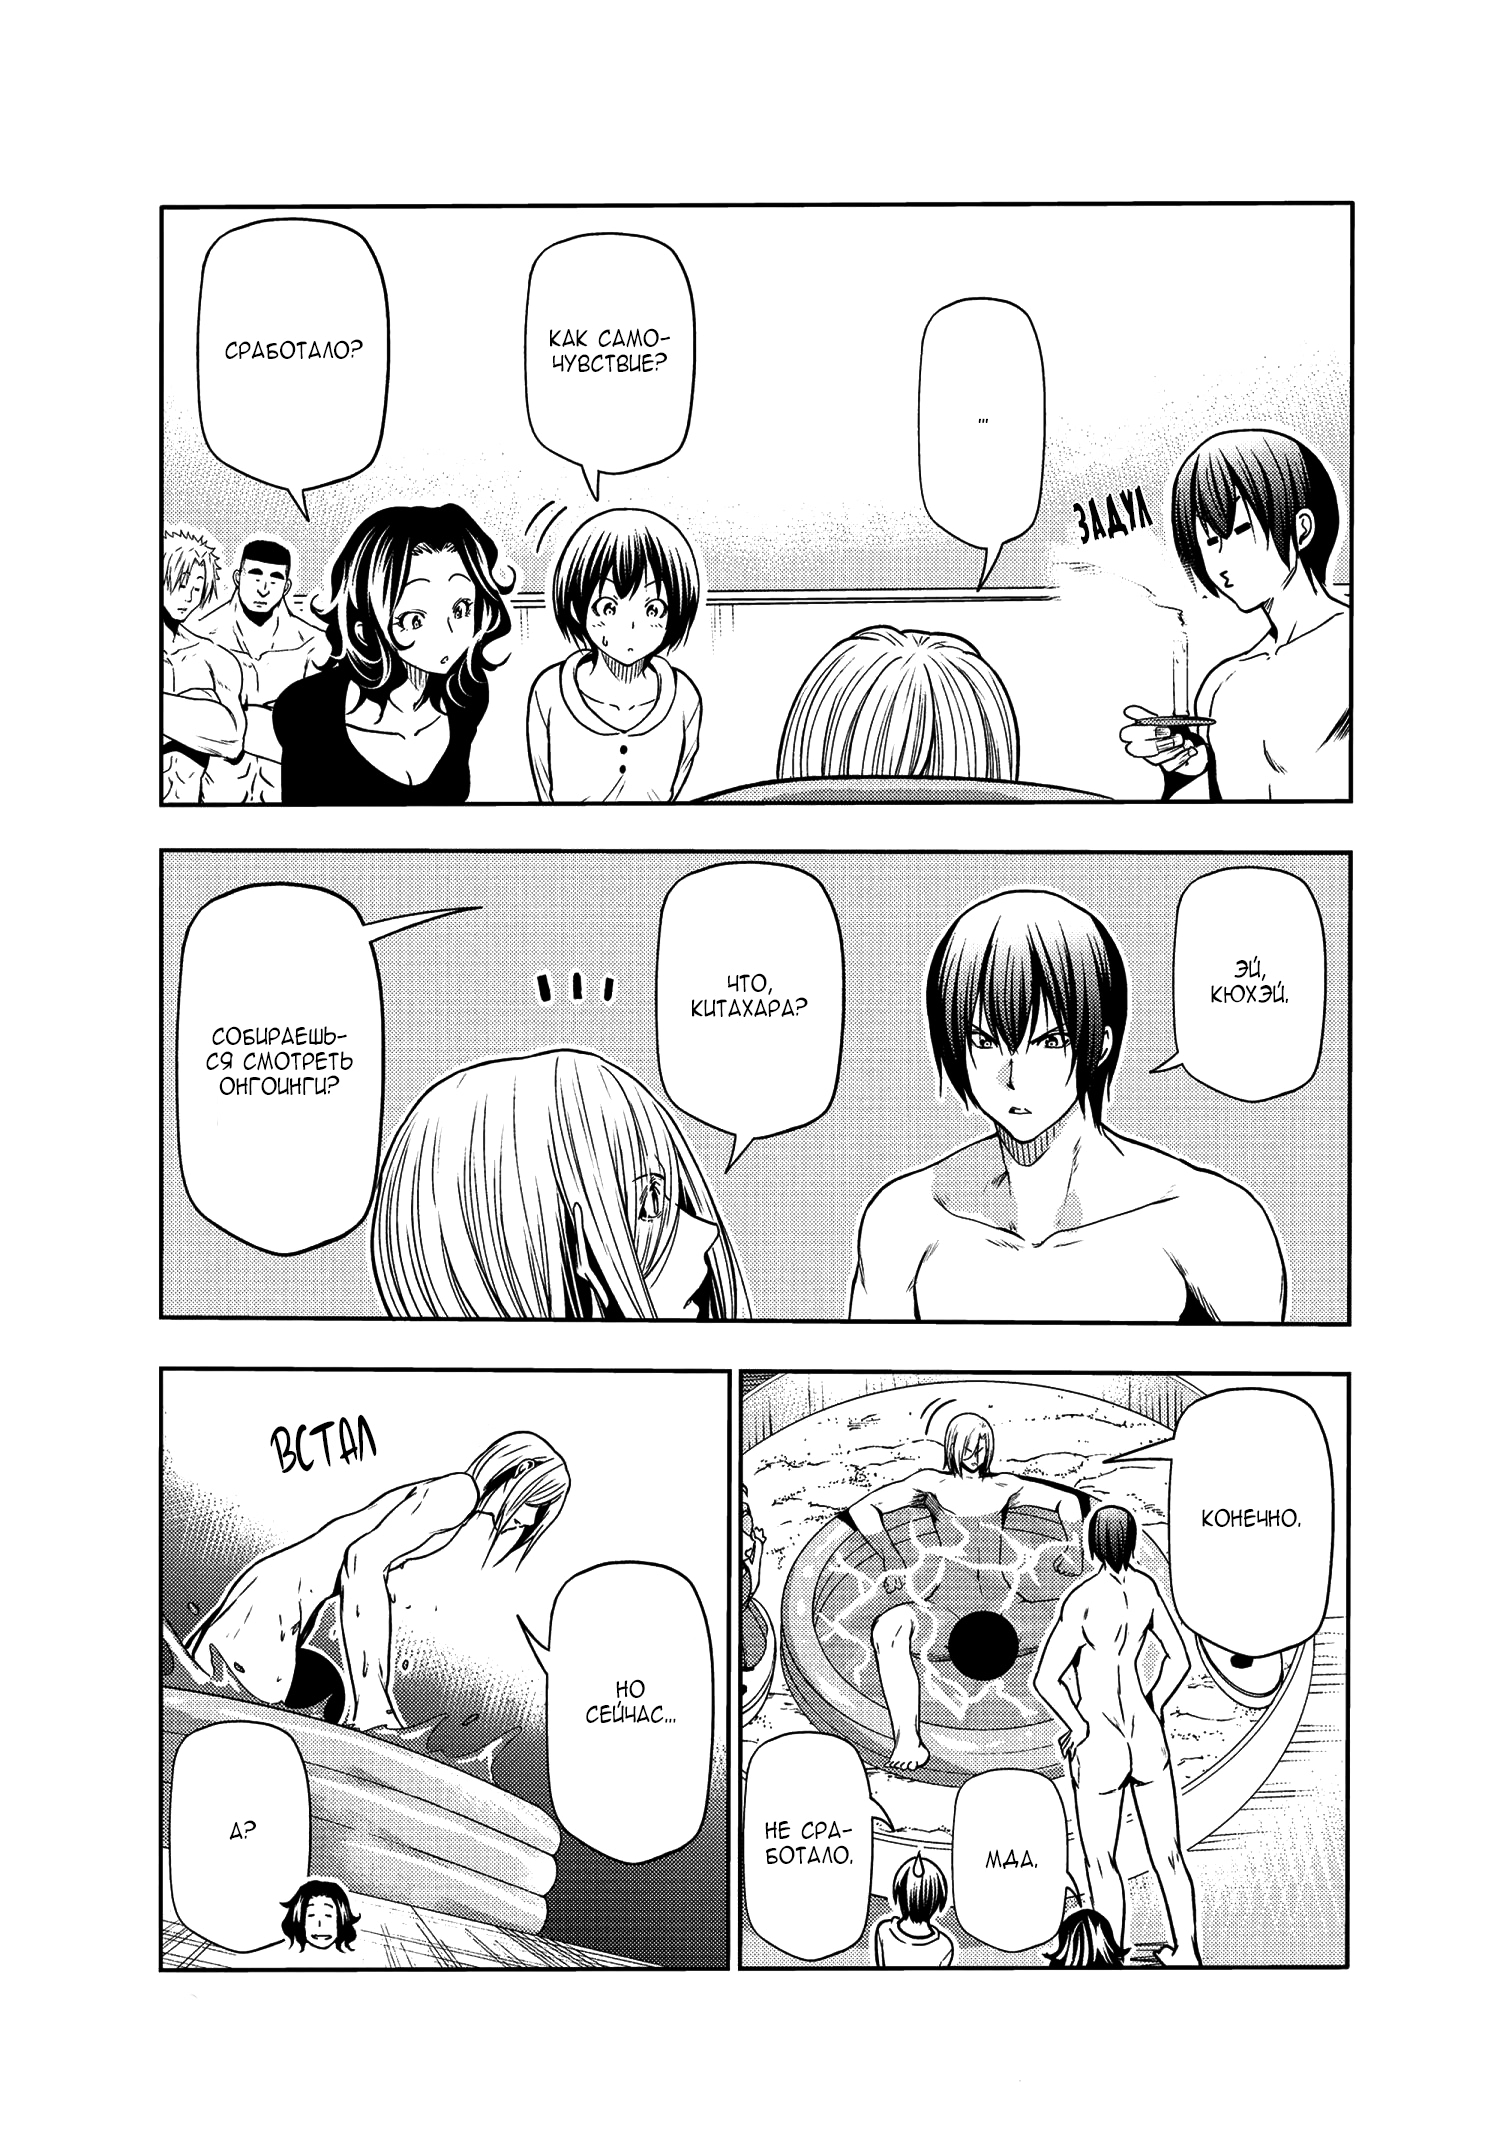 ЗАДУЛ
...
КАК САМО-
ЧУВСТВИЕ?
СРАБОТАЛО?
ЭЙ,
КЮХЭЙ.
ЧТО,
КИТАХАРА?
СОБИРАЕШЬ-
СЯ СМОТРЕТЬ
ОНГОИНГИ?
КОНЕЧНО.
МДА.
НЕ СРА-
БОТАЛО.
ВСТАЛ
НО
СЕЙЧАС...
А?